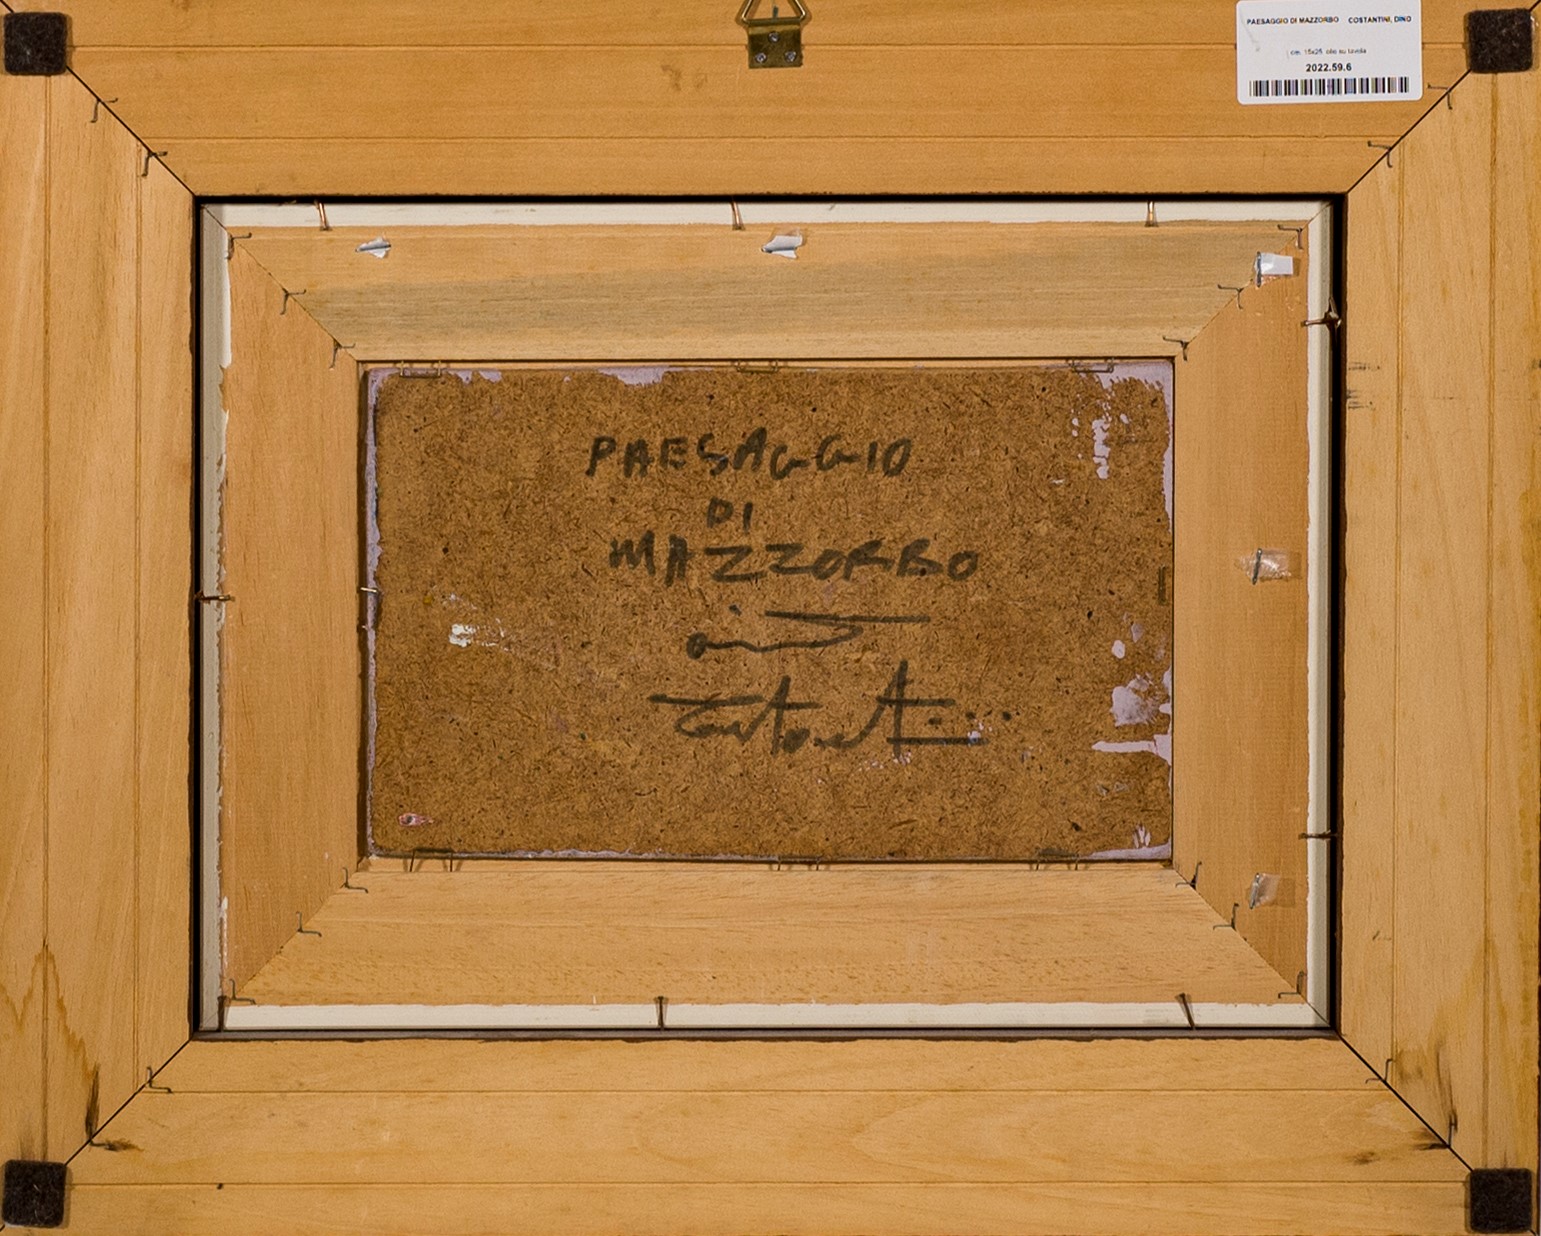 PAESAGGIO DI MAZZORBO COSTANTINI, DINO
cm. 15x25 olio su tavola
2022.59.6
PAESAGGIO
DI
MAZZORBO